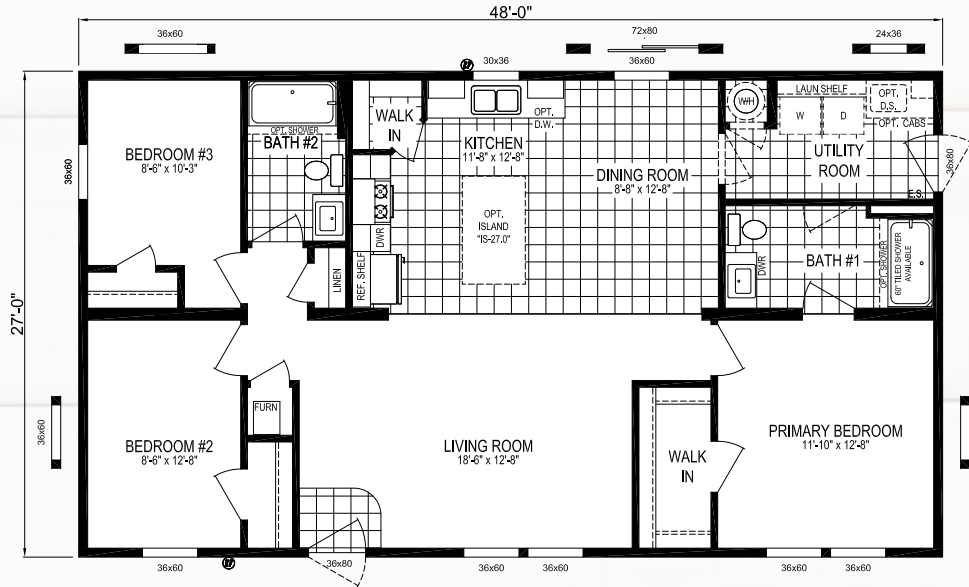 48'-0"
36x60
72x80
24x36
30x36
36x60
LAUN SHELF
OPT.
D.S.
W/H
WALK
IN
OPT.
D.W.
W
D
OPT. CABS
OPT. SHOWER
BATH #2
KITCHEN
11'-8" x 12'-8"
UTILITY
ROOM
36x60
BEDROOM #3
8'-6" x 10'-3"
DINING ROOM
8'-8" x 12'-8"
36x80
E.S.
OPT.
ISLAND
"IS-27.0"
DWR
REF. SHELF
LINEN
DWR
BATH #1
OPT. SHOWER
60" TILED SHOWER
AVAILABLE
27'-0"
FURN
36x60
BEDROOM #2
8'-6" x 12'-8"
LIVING ROOM
18'-6" x 12'-8"
WALK
IN
PRIMARY BEDROOM
11'-10" x 12'-8"
36x60
36x60
36x80
36x60
36x60
36x60
36x60